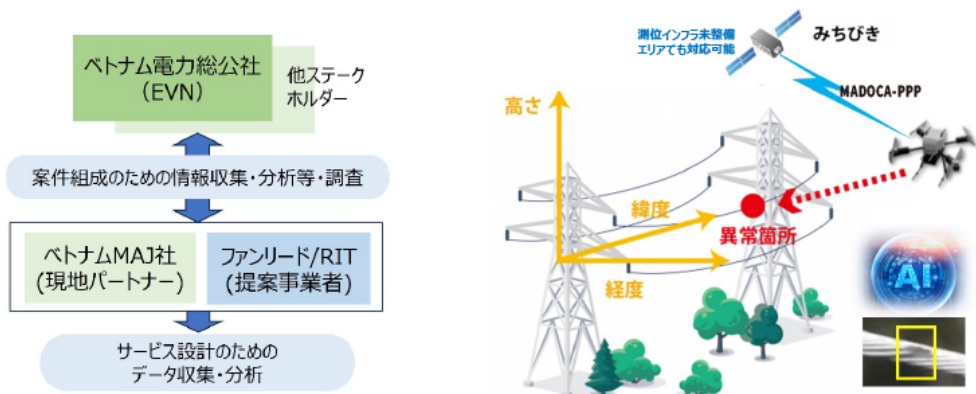 ベトナム電力総公社
(EVN)
他ステーク
ホルダー
案件組成のための情報収集・分析等・調査
ベトナムMAJ社
(現地パートナー)
ファンリード/RIT
(提案事業者)
サービス設計のための
データ収集・分析
測位インフラ未整備
エリアでも対応可能
みちびき
MADOCA-PPP
高さ
緯度
異常箇所
経度
AI